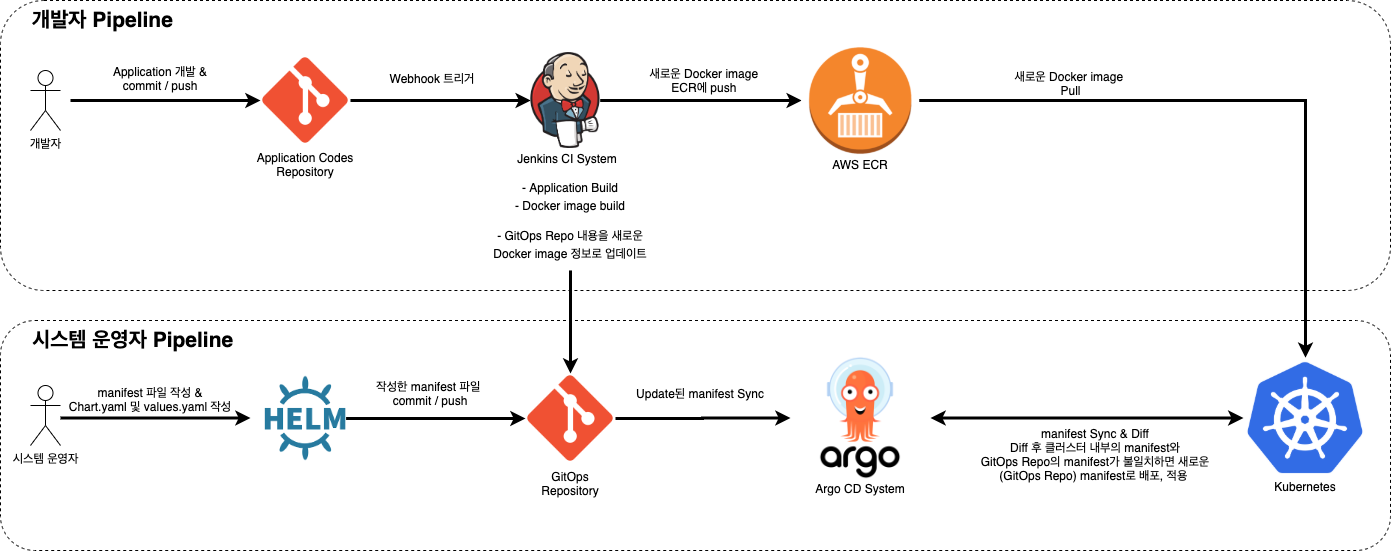 개발자 Pipeline
Application 개발 &
commit / push
Webhook 트리거
새로운 Docker image
ECR에 push
새로운 Docker image
Pull
개발자
Application Codes
Repository
Jenkins CI System
AWS ECR
- Application Build
- Docker image build
- GitOps Repo 내용을 새로운
Docker image 정보로 업데이트
시스템 운영자 Pipeline
manifest 파일 작성 &
Chart.yaml 및 values.yaml 작성
HELM
작성한 manifest 파일
commit / push
Update된 manifest Sync
argo
manifest Sync & Diff
Diff 후 클러스터 내부의 manifest와
GitOps Repo의 manifest가 불일치하면 새로운
(GitOps Repo) manifest로 배포, 적용
시스템 운영자
GitOps
Repository
Argo CD System
Kubernetes